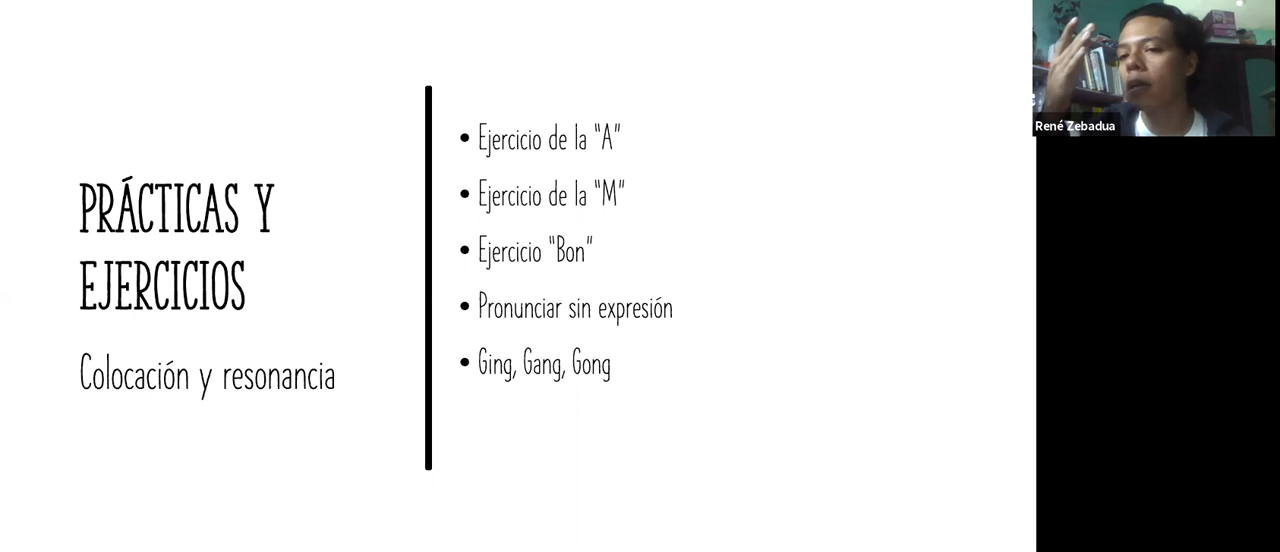 PRÁCTICAS Y
EJERCICIOS
Colocación y resonancia
• Ejercicio de la “A”
• Ejercicio de la “M”
• Ejercicio “Bon”
• Pronunciar sin expresión
• Ging, Gang, Gong
René Zebadua